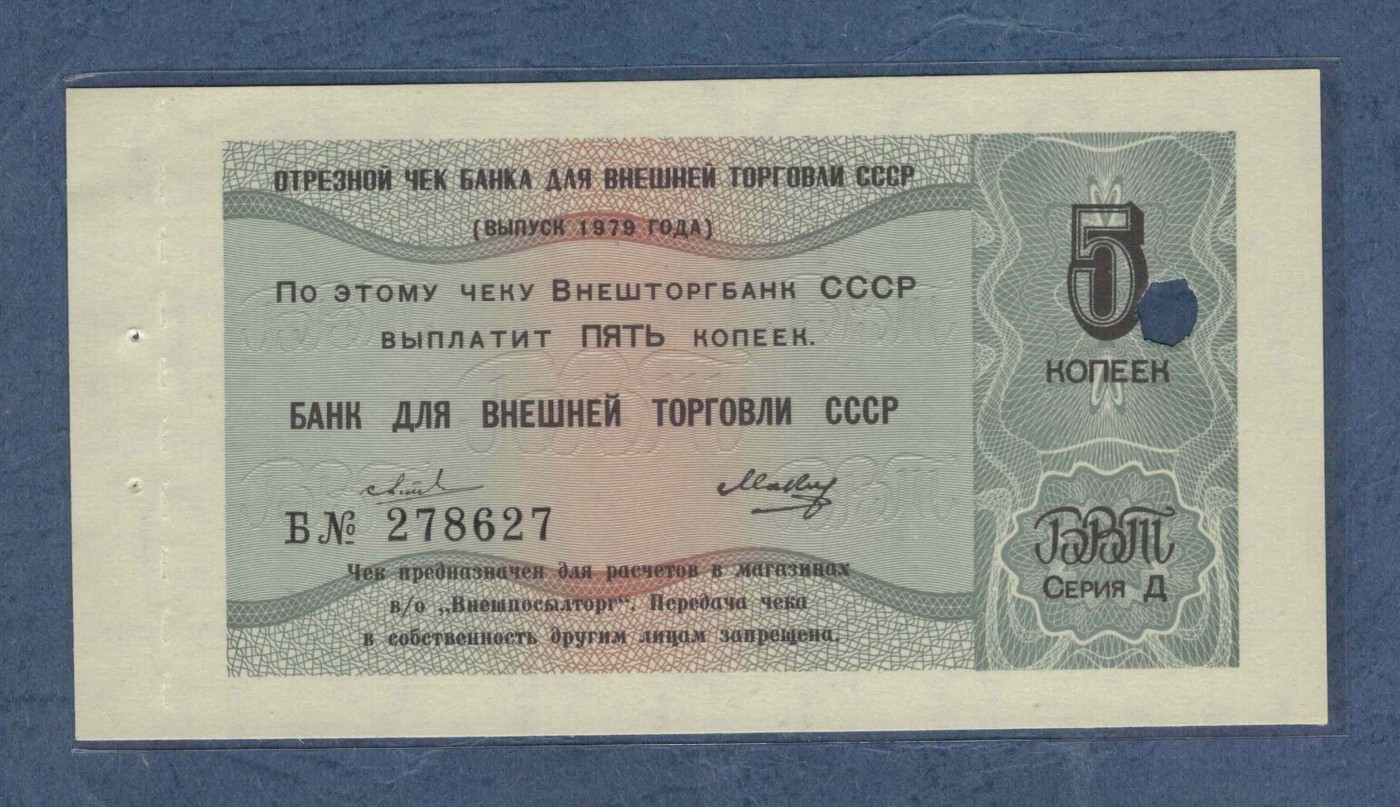 ОТРЕЗНОЙ ЧЕК БАНКА ДЛЯ ВНЕШНЕЙ ТОРГОВЛИ СССР
(ВЫПУСК 1979 ГОДА)
По этому чеку Внешторгбанк СССР
выплатит ПЯТЬ копеек.
БАНК ДЛЯ ВНЕШНЕЙ ТОРГОВЛИ СССР
Б № 278627
Чек предназначен для расчетов в магазинах
в/о „Внешпосылторг“. Передача чека
в собственность другим лицам запрещена.
5
КОПЕЕК
БВТ
Серия Д